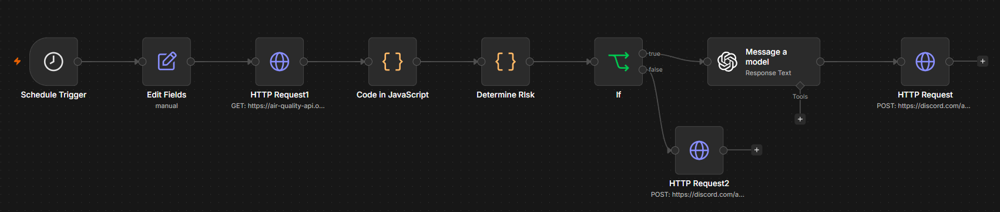 Schedule Trigger
Edit Fields
manual
HTTP Request1
GET: https://air-quality-api.o...
Code in JavaScript
Determine RIsk
If
true
false
Message a
model
Response Text
Tools
HTTP Request
POST: https://discord.com/a...
HTTP Request2
POST: https://discord.com/a...